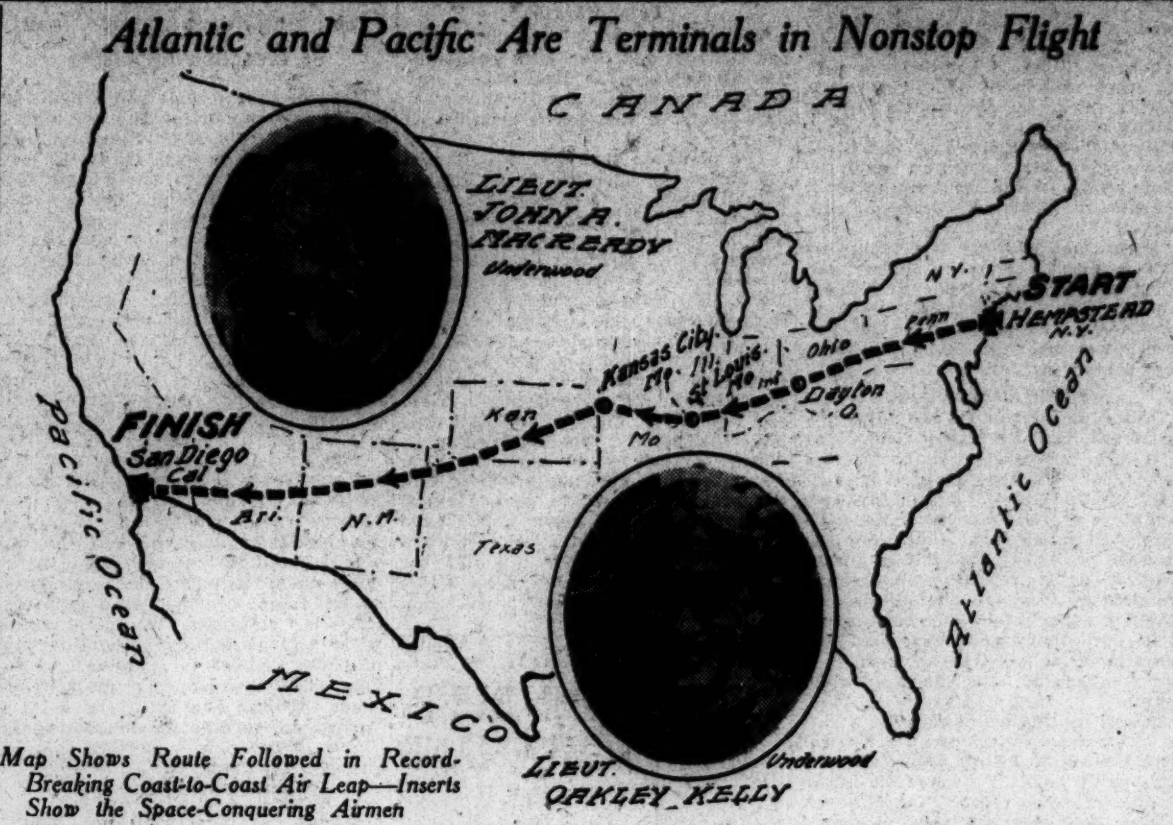 Atlantic and Pacific Are Terminals in Nonstop Flight
CANADA
LIEUT.
JOHN A.
MACREADY
Underwood
N.Y.
START
HEMPSTEAD
N.Y.
Penn
Ohio
Dayton
O.
Kansas City.
Mo.
Ill.
St Louis.
Mo
Int
Kan
Mo
FINISH
San Diego
Cal
Ari.
N.M.
Texas
Pacific Ocean
Atlantic Ocean
MEXICO
Map Shows Route Followed in Record-
Breaking Coast-to-Coast Air Leap—Inserts
Show the Space-Conquering Airmen
LIEUT.
OAKLEY KELLY
Underwood